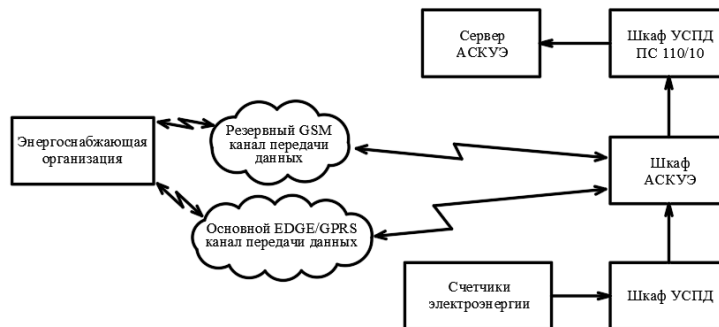 Сервер
АСКУЭ
Шкаф УСПД
ПС 110/10
Энергоснабжающая
организация
Резервный GSM
канал передачи
данных
Шкаф
АСКУЭ
Основной EDGE/GPRS
канал передачи данных
Счетчики
электроэнергии
Шкаф УСПД